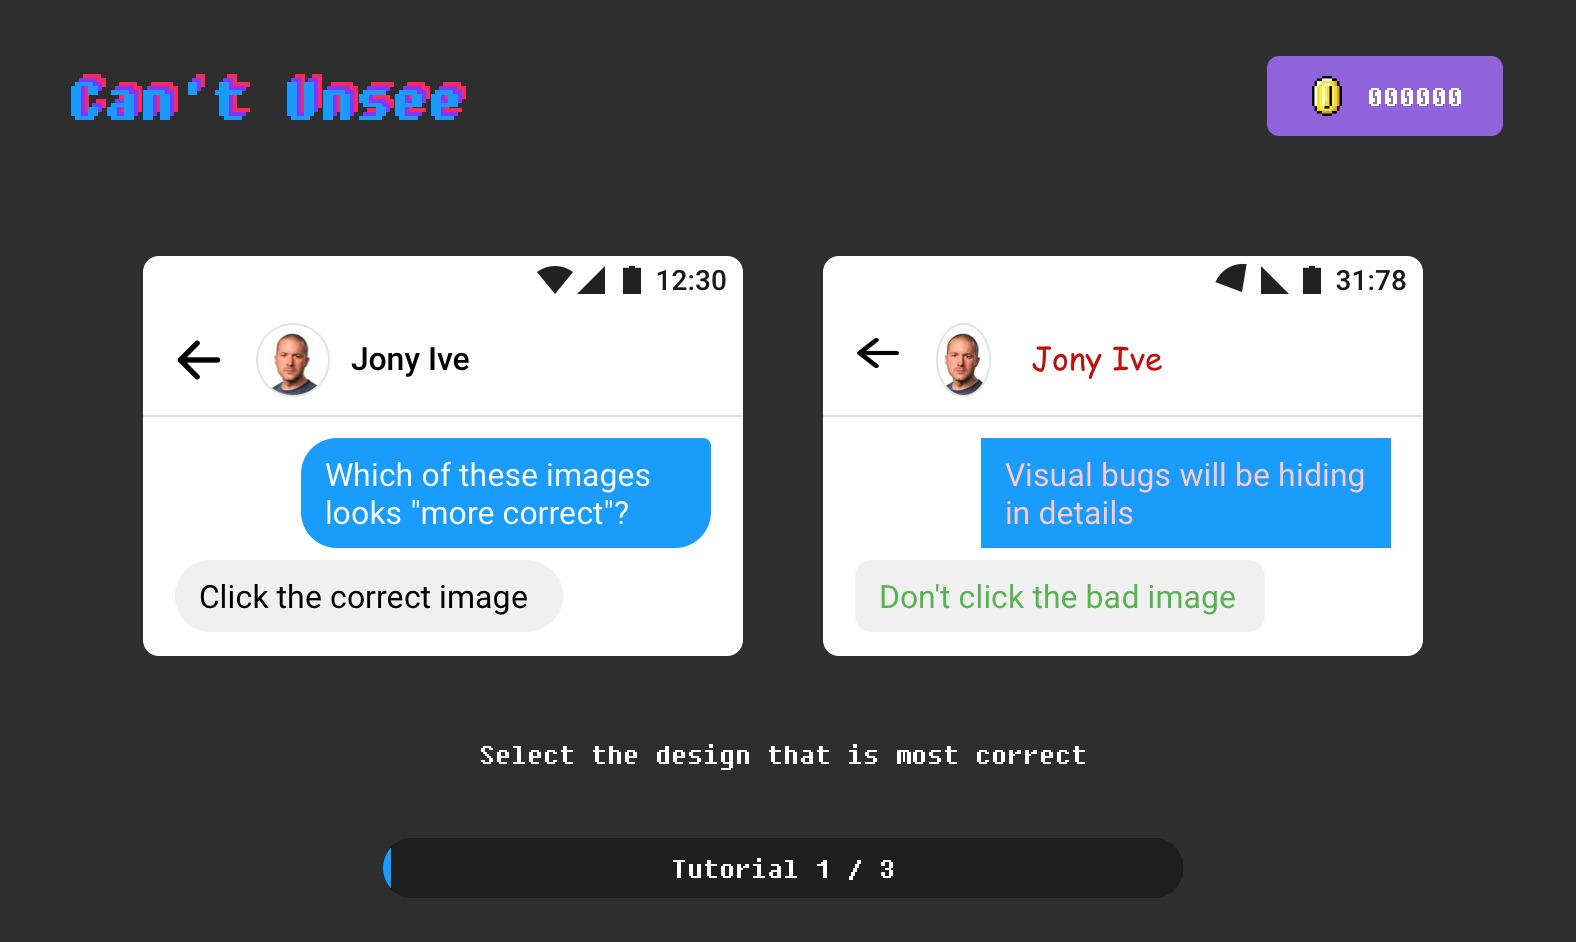 Can't Unsee
000000
12:30
Jony Ive
Which of these images
looks "more correct"?
Click the correct image
31:78
Jony Ive
Visual bugs will be hiding
in details
Don't click the bad image
Select the design that is most correct
Tutorial 1 / 3